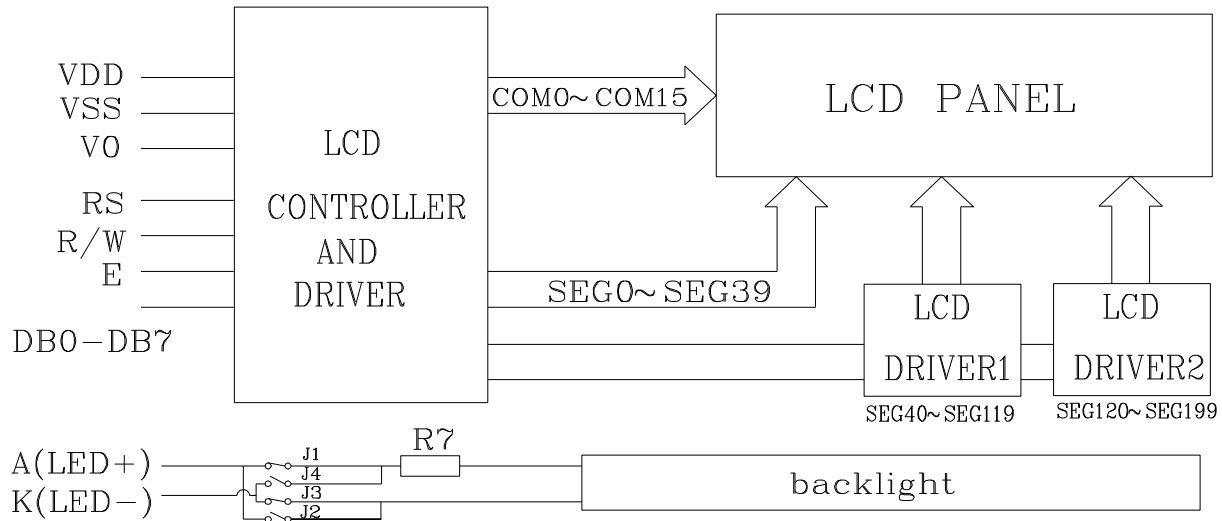 VDD
VSS
V0
RS
R/W
E
DB0-DB7
LCD
CONTROLLER
AND
DRIVER
COM0~COM15
LCD PANEL
SEG0~SEG39
LCD
DRIVER1
SEG40~SEG119
LCD
DRIVER2
SEG120~SEG199
A(LED+)
K(LED-)
J1
J4
J3
J2
R7
backlight